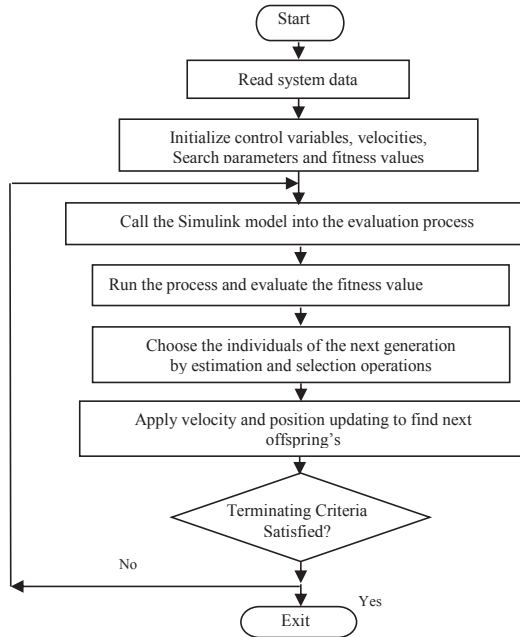 Start
Read system data
Initialize control variables, velocities,
Search parameters and fitness values
Call the Simulink model into the evaluation process
Run the process and evaluate the fitness value
Choose the individuals of the next generation
by estimation and selection operations
Apply velocity and position updating to find next
offspring's
Terminating Criteria
Satisfied?
No
Yes
Exit